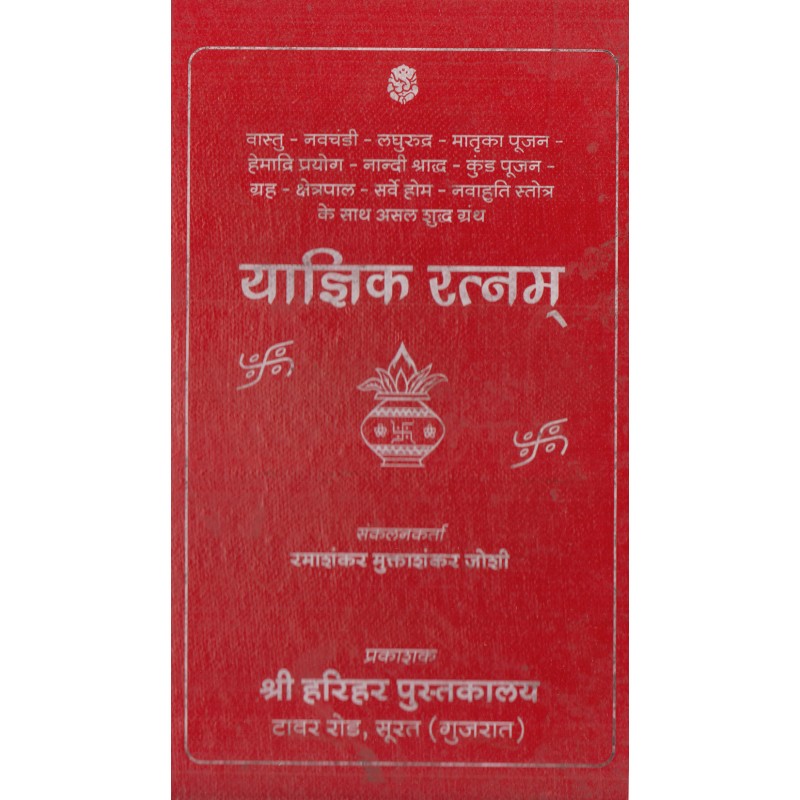 वास्तु - नवचंडी - लघुरुद्र - मातृका पूजन -
हेमाद्रि प्रयोग - नान्दी श्राद्ध - कुंड पूजन -
ग्रह - क्षेत्रपाल - सर्वे होम - नवाहुति स्तोत्र
के साथ असल शुद्ध ग्रंथ
याज्ञिक रत्नम्
संकलनकर्ता
रमाशंकर मुक्ताशंकर जोशी
प्रकाशक
श्री हरिहर पुस्तकालय
टावर रोड, सूरत (गुजरात)